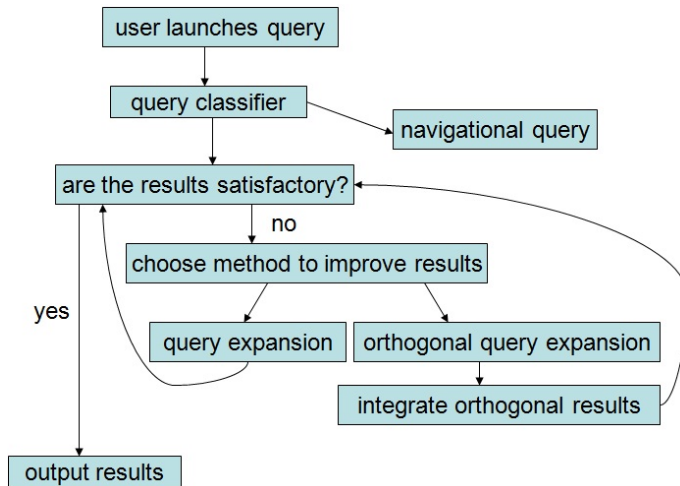 user launches query
query classifier
navigational query
are the results satisfactory?
no
choose method to improve results
yes
query expansion
orthogonal query expansion
integrate orthogonal results
output results